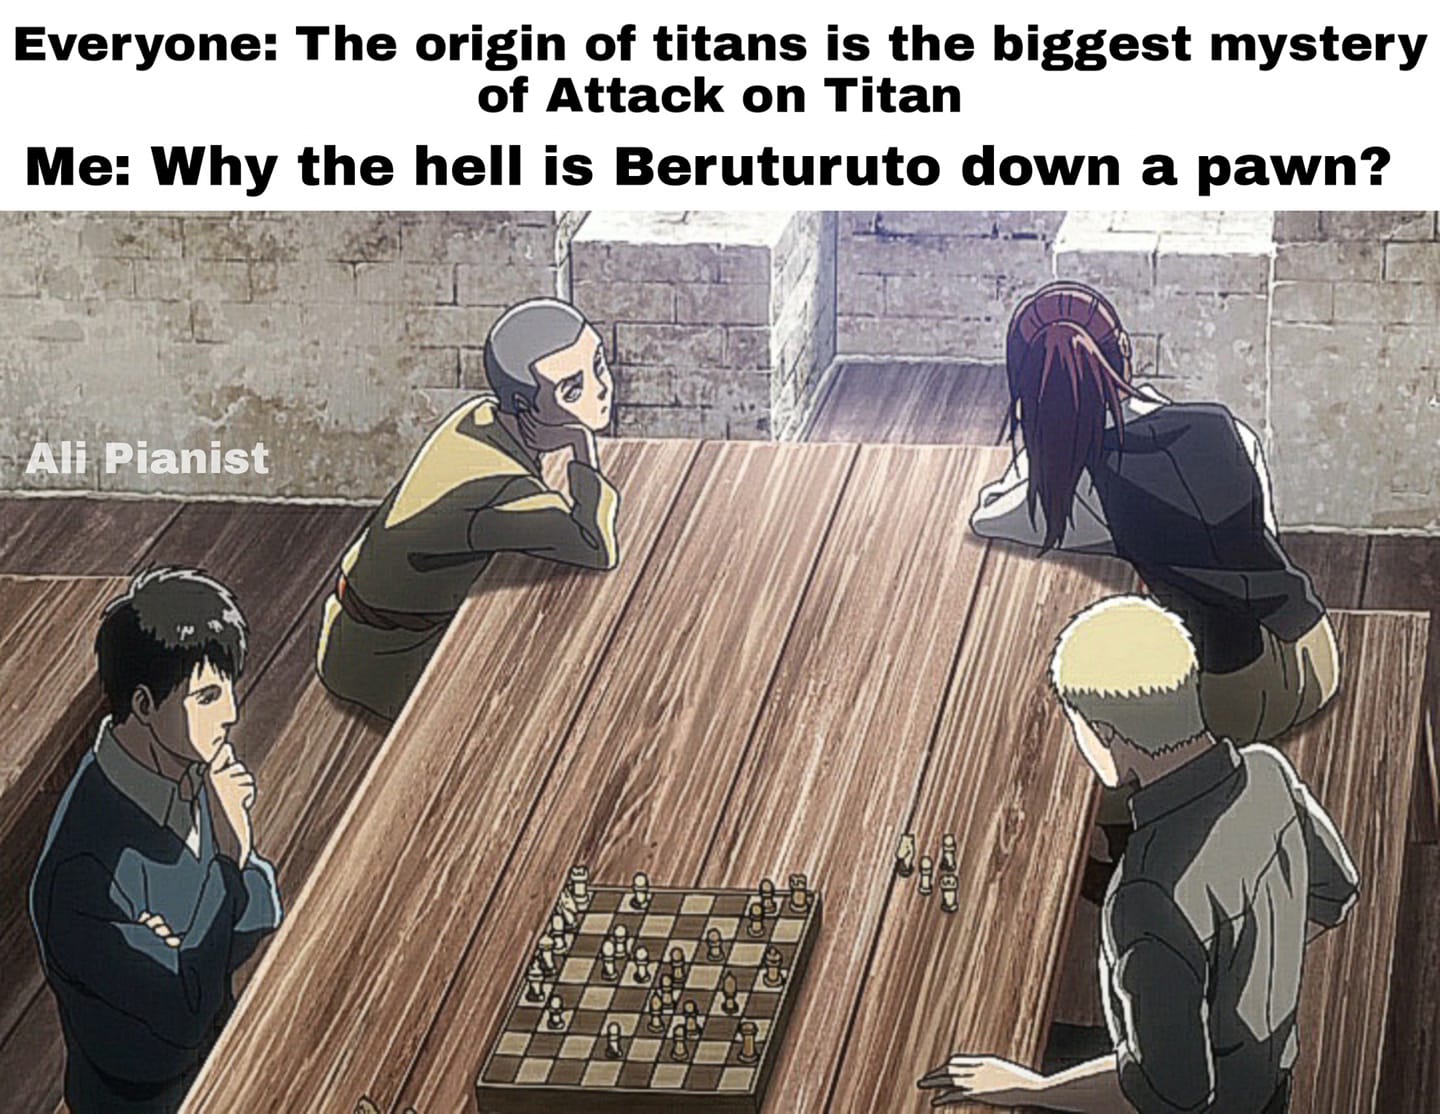 Everyone: The origin of titans is the biggest mystery
of Attack on Titan
Me: Why the hell is Beruturuto down a pawn?
Ali Pianist